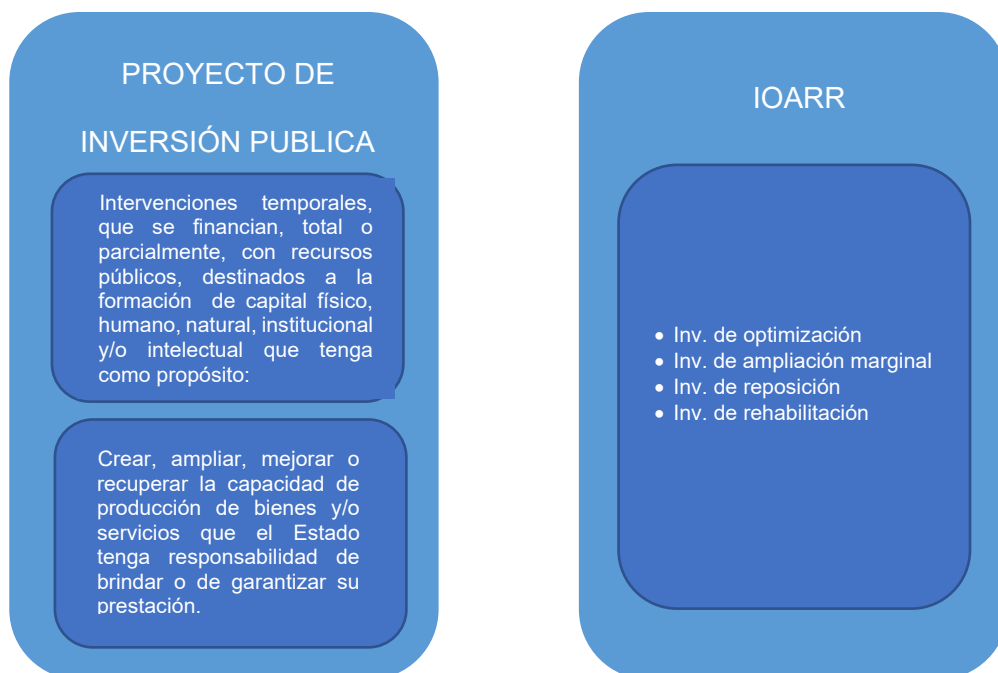 PROYECTO DE
INVERSIÓN PUBLICA
Intervenciones temporales,
que se financian, total o
parcialmente, con recursos
públicos, destinados a la
formación de capital físico,
humano, natural, institucional
y/o intelectual que tenga
como propósito:
Crear, ampliar, mejorar o
recuperar la capacidad de
producción de bienes y/o
servicios que el Estado
tenga responsabilidad de
brindar o de garantizar su
prestación.
IOARR
• Inv. de optimización
• Inv. de ampliación marginal
• Inv. de reposición
• Inv. de rehabilitación